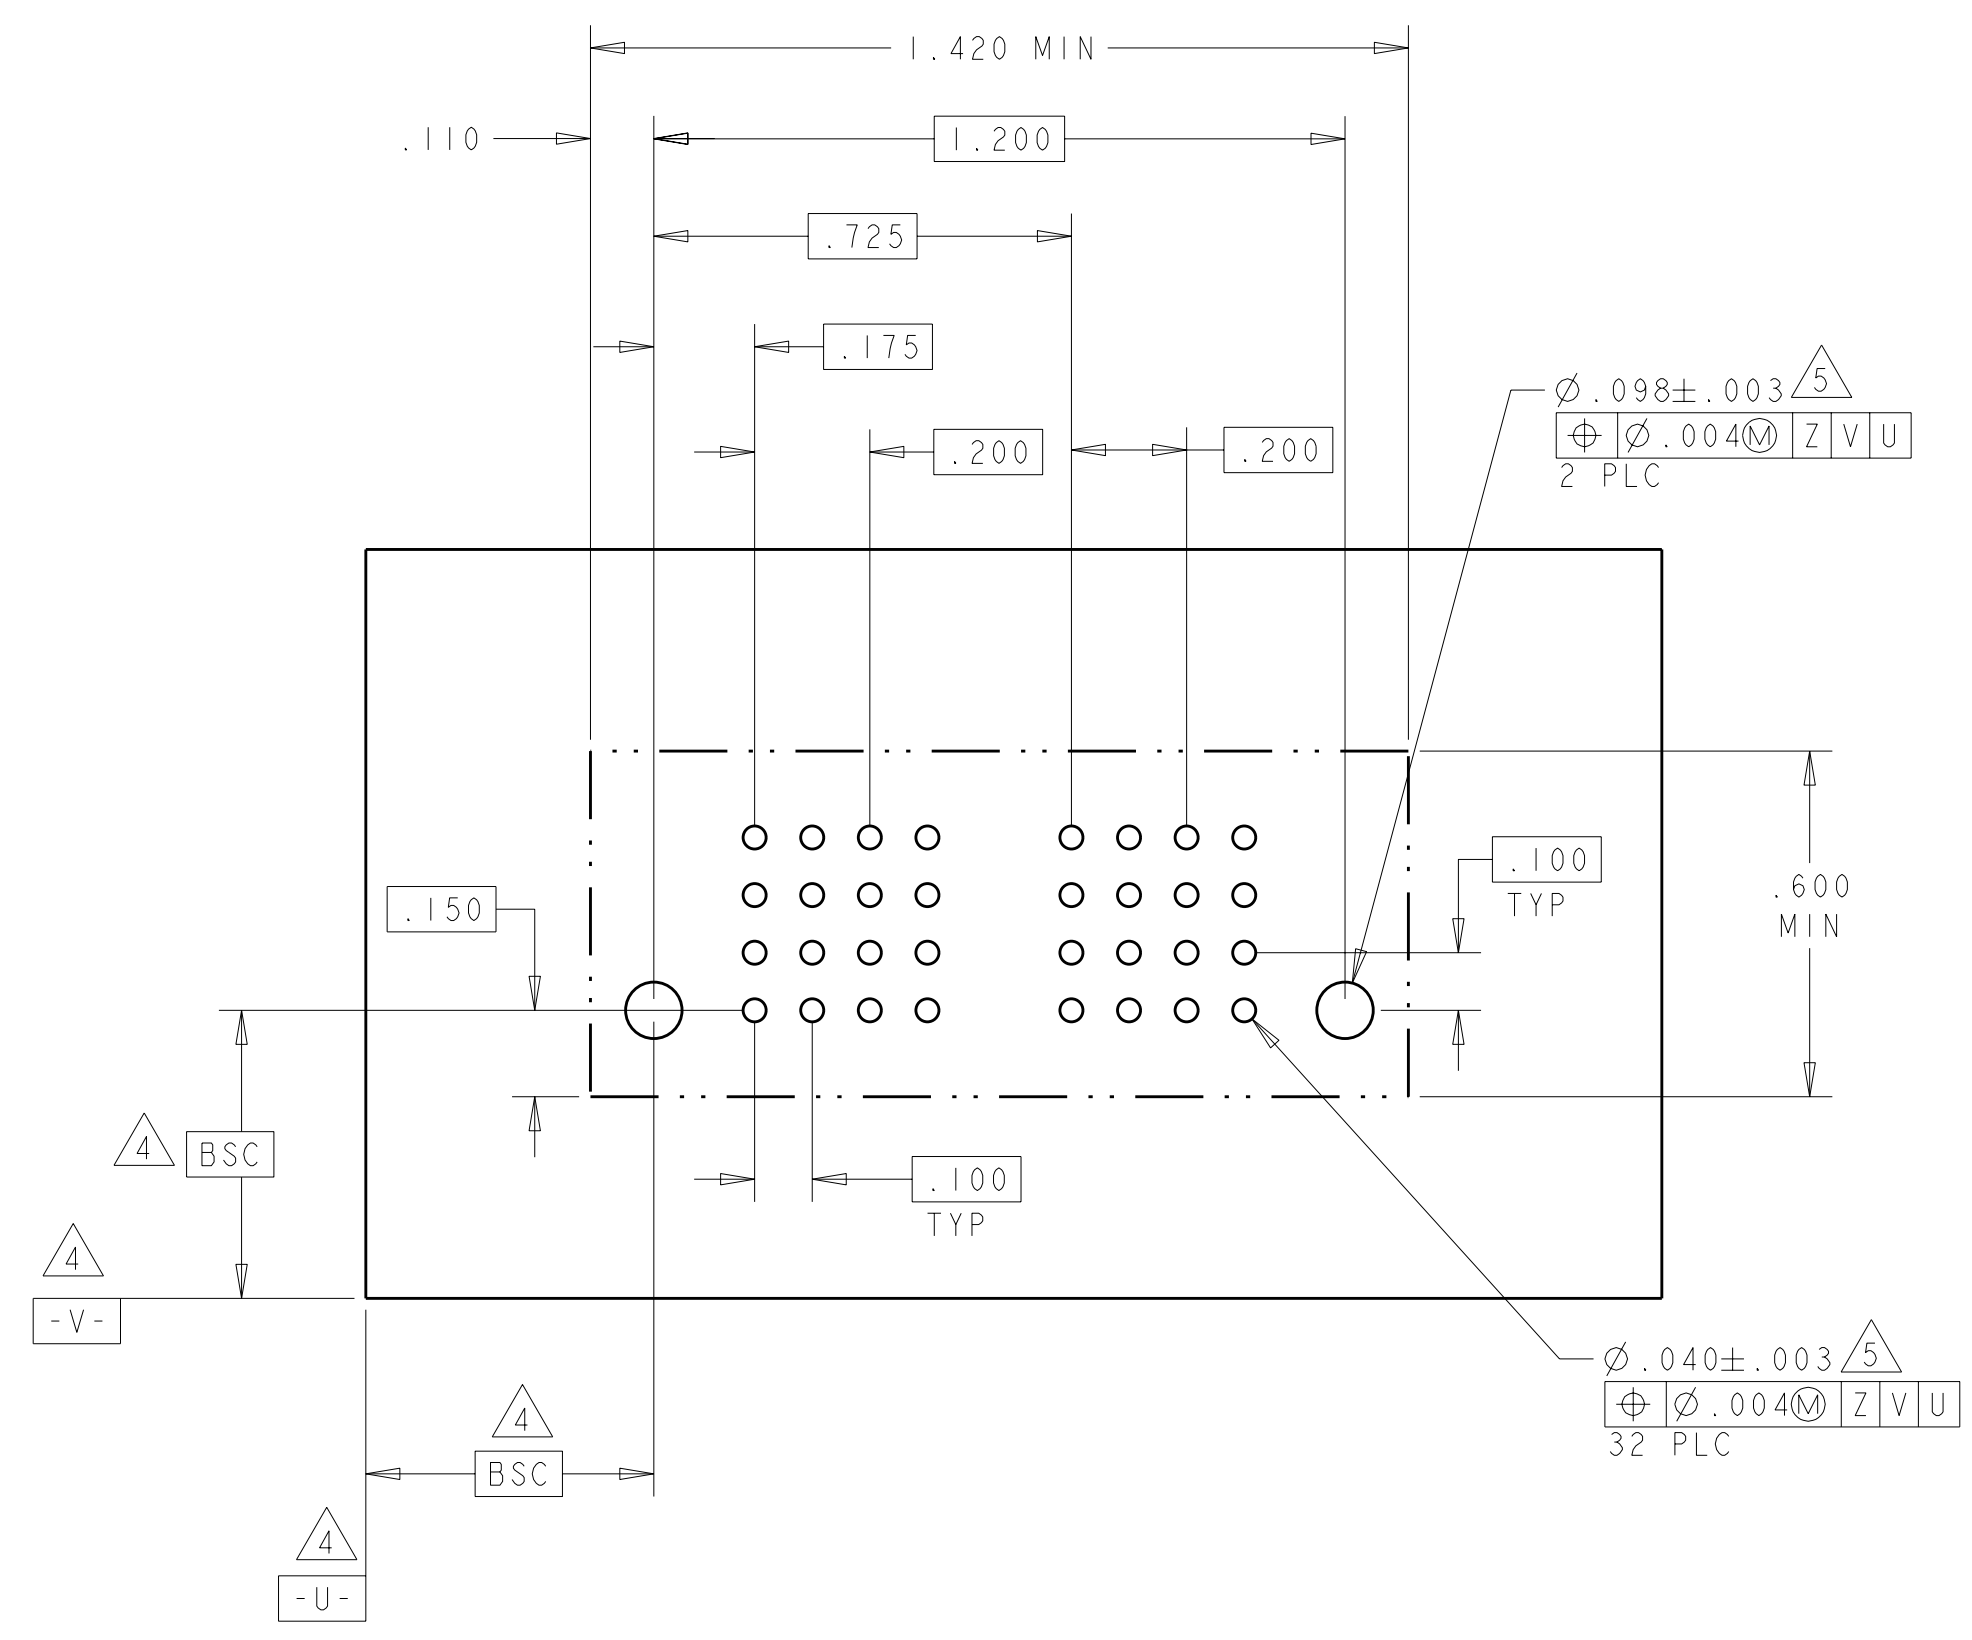 1.420 MIN
.110
1.200
.725
.175
.200
.200
5
Ø.098±.003
⌖ Ø.004Ⓜ Z V U
2 PLC
.100
TYP
.600
MIN
.150
4
BSC
.100
TYP
4
-V-
5
Ø.040±.003
⌖ Ø.004Ⓜ Z V U
32 PLC
4
BSC
4
-U-